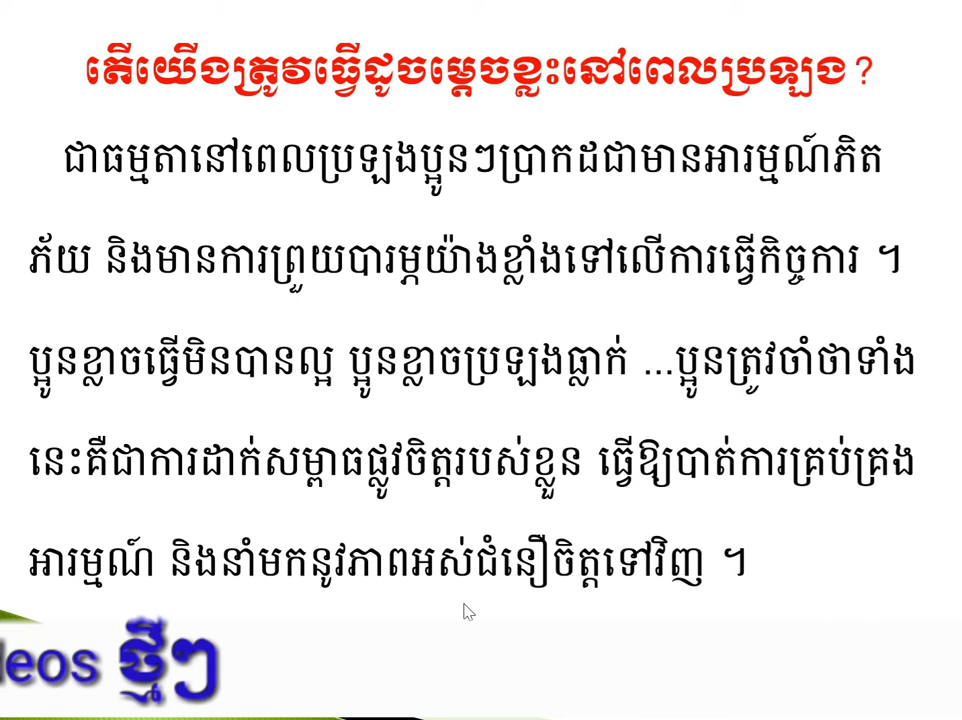 តើយើងត្រូវធ្វើដូចម្ដេចខ្លះនៅពេលប្រឡង?
ជាធម្មតានៅពេលប្រឡងប្អូនៗប្រាកដជាមានអារម្មណ៍ភិត
ភ័យ និងមានការព្រួយបារម្ភយ៉ាងខ្លាំងទៅលើការធ្វើកិច្ចការ ។
ប្អូនខ្លាចធ្វើមិនបានល្អ ប្អូនខ្លាចប្រឡងធ្លាក់ ...ប្អូនត្រូវចាំថាទាំង
នេះគឺជាការដាក់សម្ពាធផ្លូវចិត្តរបស់ខ្លួន ធ្វើឱ្យបាត់ការគ្រប់គ្រង
អារម្មណ៍ និងនាំមកនូវភាពអស់ជំនឿចិត្តទៅវិញ ។
deos ថ្មីៗ